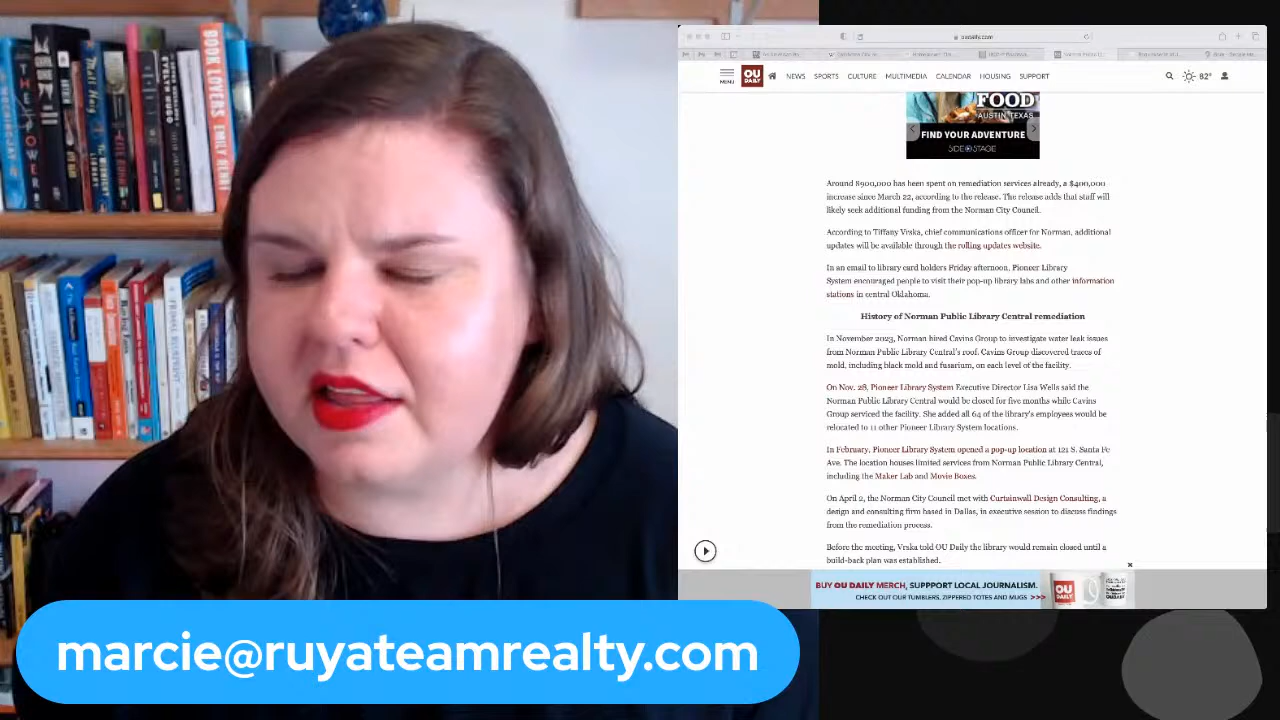 oudaily.com
MENU
OU DAILY
NEWS SPORTS CULTURE MULTIMEDIA CALENDAR HOUSING SUPPORT
82°
FOOD
AUSTIN TEXAS
FIND YOUR ADVENTURE
SIDE STAGE
Around $900,000 has been spent on remediation services already, a $400,000
increase since March 22, according to the release. The release adds that staff will
likely seek additional funding from the Norman City Council.
According to Tiffany Vrska, chief communications officer for Norman, additional
updates will be available through the rolling updates website.
In an email to library card holders Friday afternoon, Pioneer Library
System encouraged people to visit their pop-up library labs and other information
stations in central Oklahoma.
History of Norman Public Library Central remediation
In November 2023, Norman hired Cavins Group to investigate water leak issues
from Norman Public Library Central's roof. Cavins Group discovered traces of
mold, including black mold and fusarium, on each level of the facility.
On Nov. 28, Pioneer Library System Executive Director Lisa Wells said the
Norman Public Library Central would be closed for five months while Cavins
Group serviced the facility. She added all 64 of the library's employees would be
relocated to 11 other Pioneer Library System locations.
In February, Pioneer Library System opened a pop-up location at 121 S. Santa Fe
Ave. The location houses limited services from Norman Public Library Central,
including the Maker Lab and Movie Boxes.
On April 2, the Norman City Council met with Curtainwall Design Consulting, a
design and consulting firm based in Dallas, in executive session to discuss findings
from the remediation process.
Before the meeting, Vrska told OU Daily the library would remain closed until a
build-back plan was established.
BUY OU DAILY MERCH, SUPPPORT LOCAL JOURNALISM.
CHECK OUT OUR TUMBLERS, ZIPPERED TOTES AND MUGS >>>
BOOK LOVERS EMILY HENRY
marcie@ruyateamrealty.com